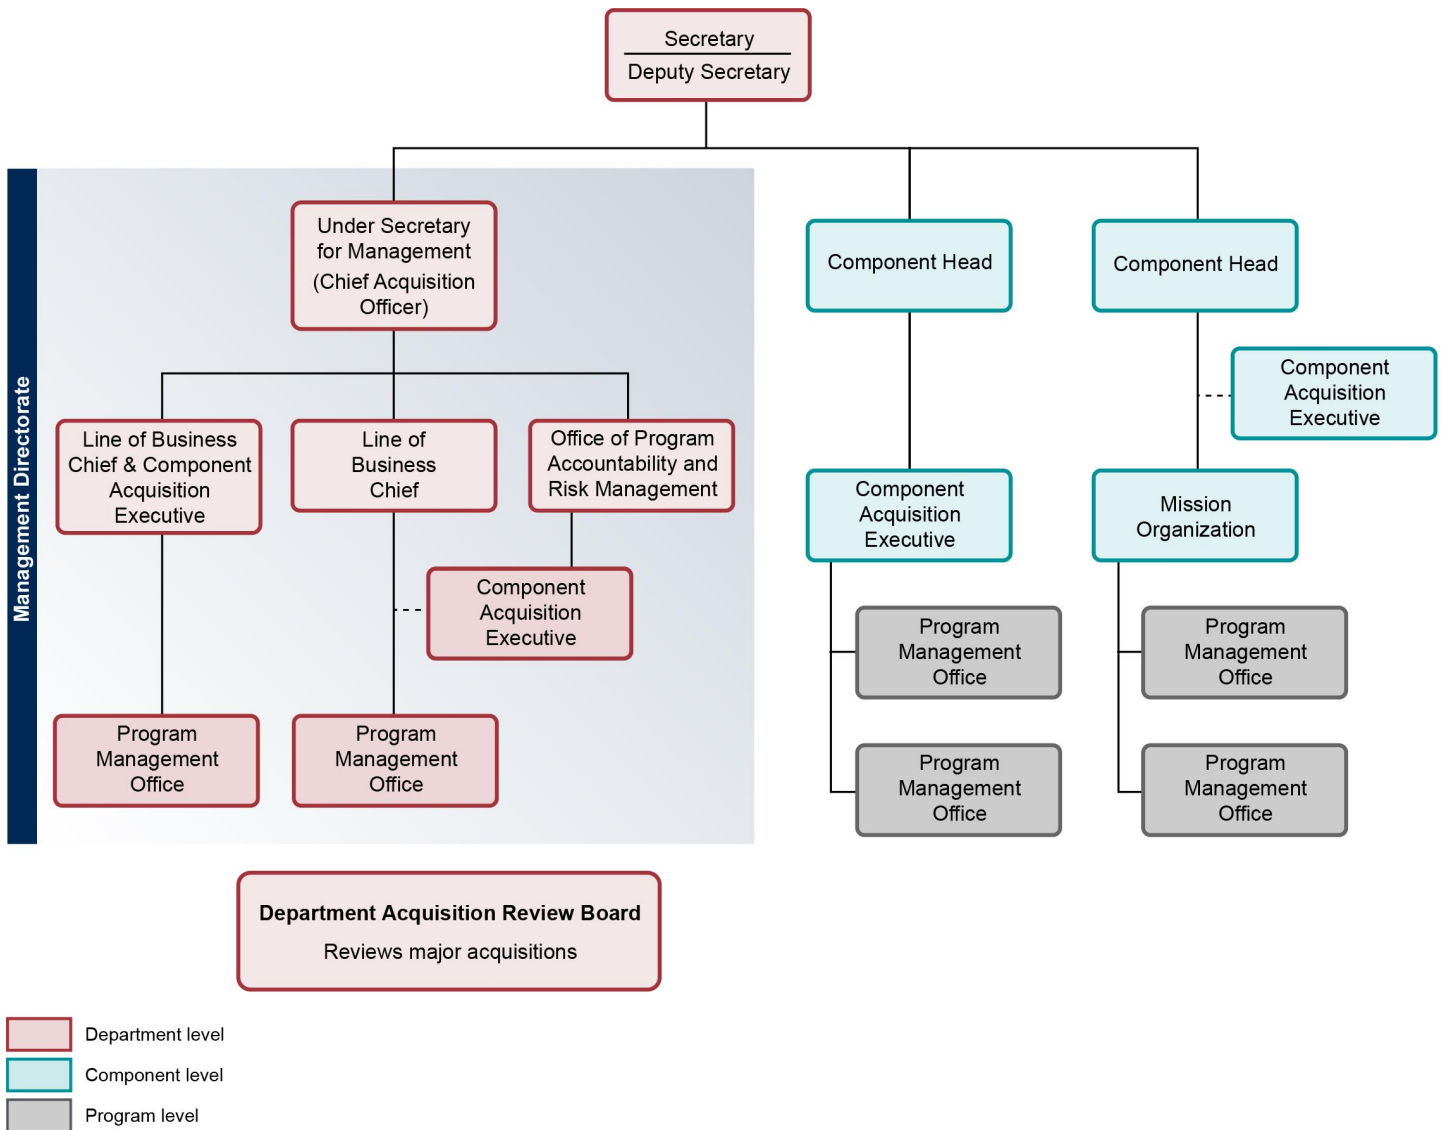 Secretary
Deputy Secretary
Management Directorate
Under Secretary
for Management
(Chief Acquisition
Officer)
Component Head
Component Head
Component
Acquisition
Executive
Line of Business
Chief & Component
Acquisition
Executive
Line of
Business
Chief
Office of Program
Accountability and
Risk Management
Component
Acquisition
Executive
Mission
Organization
Component
Acquisition
Executive
Program
Management
Office
Program
Management
Office
Program
Management
Office
Program
Management
Office
Program
Management
Office
Program
Management
Office
Department Acquisition Review Board
Reviews major acquisitions
Department level
Component level
Program level